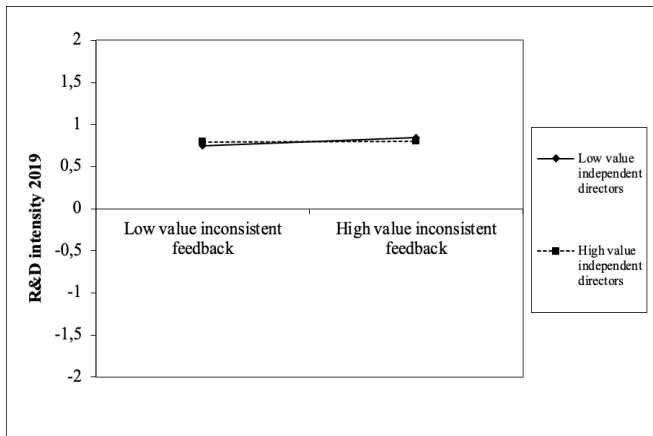 2
1,5
1
0,5
0
-0,5
-1
-1,5
-2
R&D intensity 2019
Low value inconsistent
feedback
High value inconsistent
feedback
Low value
independent
directors
High value
independent
directors